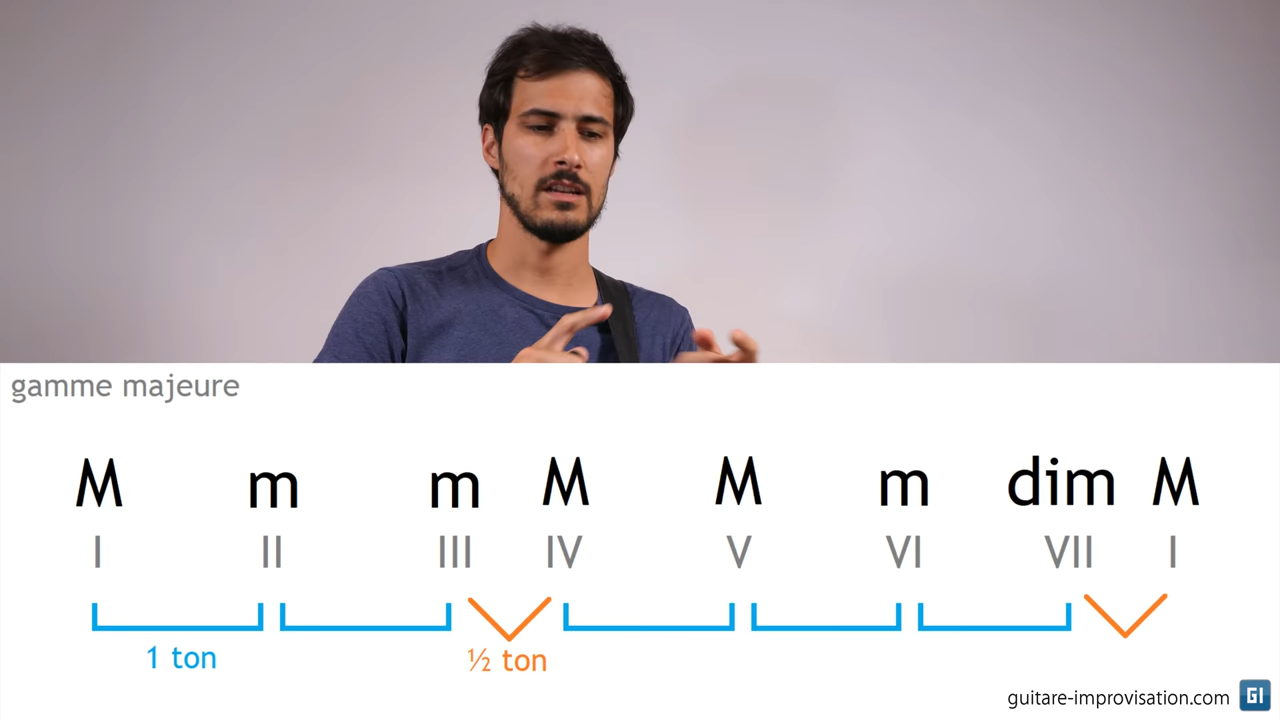 gamme majeure
M m m M M m dim M
I II III IV V VI VII I
1 ton ½ ton
guitare-improvisation.com GI